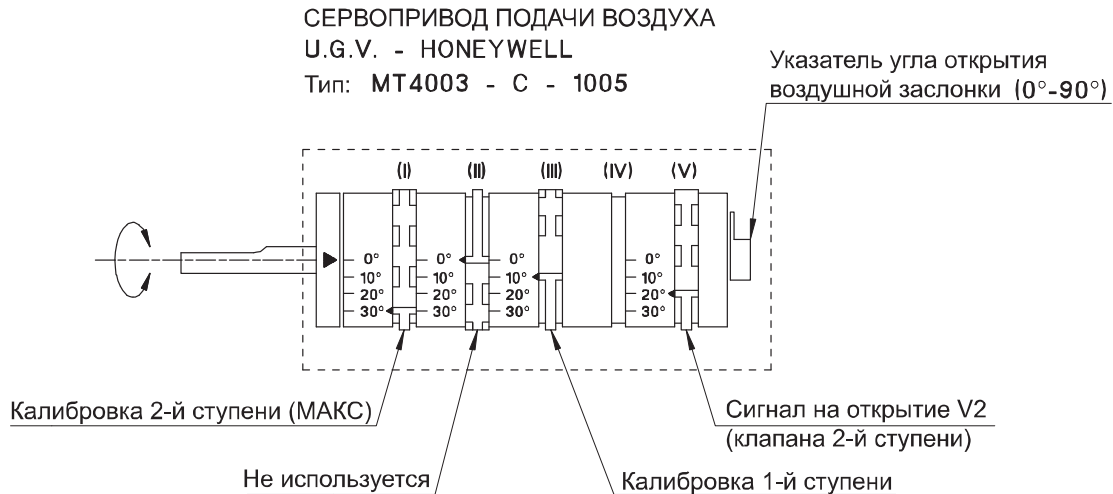 СЕРВОПРИВОД ПОДАЧИ ВОЗДУХА
U.G.V. - HONEYWELL
Тип: MT4003 - C - 1005
Указатель угла открытия
воздушной заслонки (0°-90°)
(I) (II) (III) (IV) (V)
0° 0° 0° 0°
10° 10° 10° 10°
20° 20° 20° 20°
30° 30° 30° 30°
Калибровка 2-й ступени (МАКС)
Сигнал на открытие V2
(клапана 2-й ступени)
Не используется
Калибровка 1-й ступени